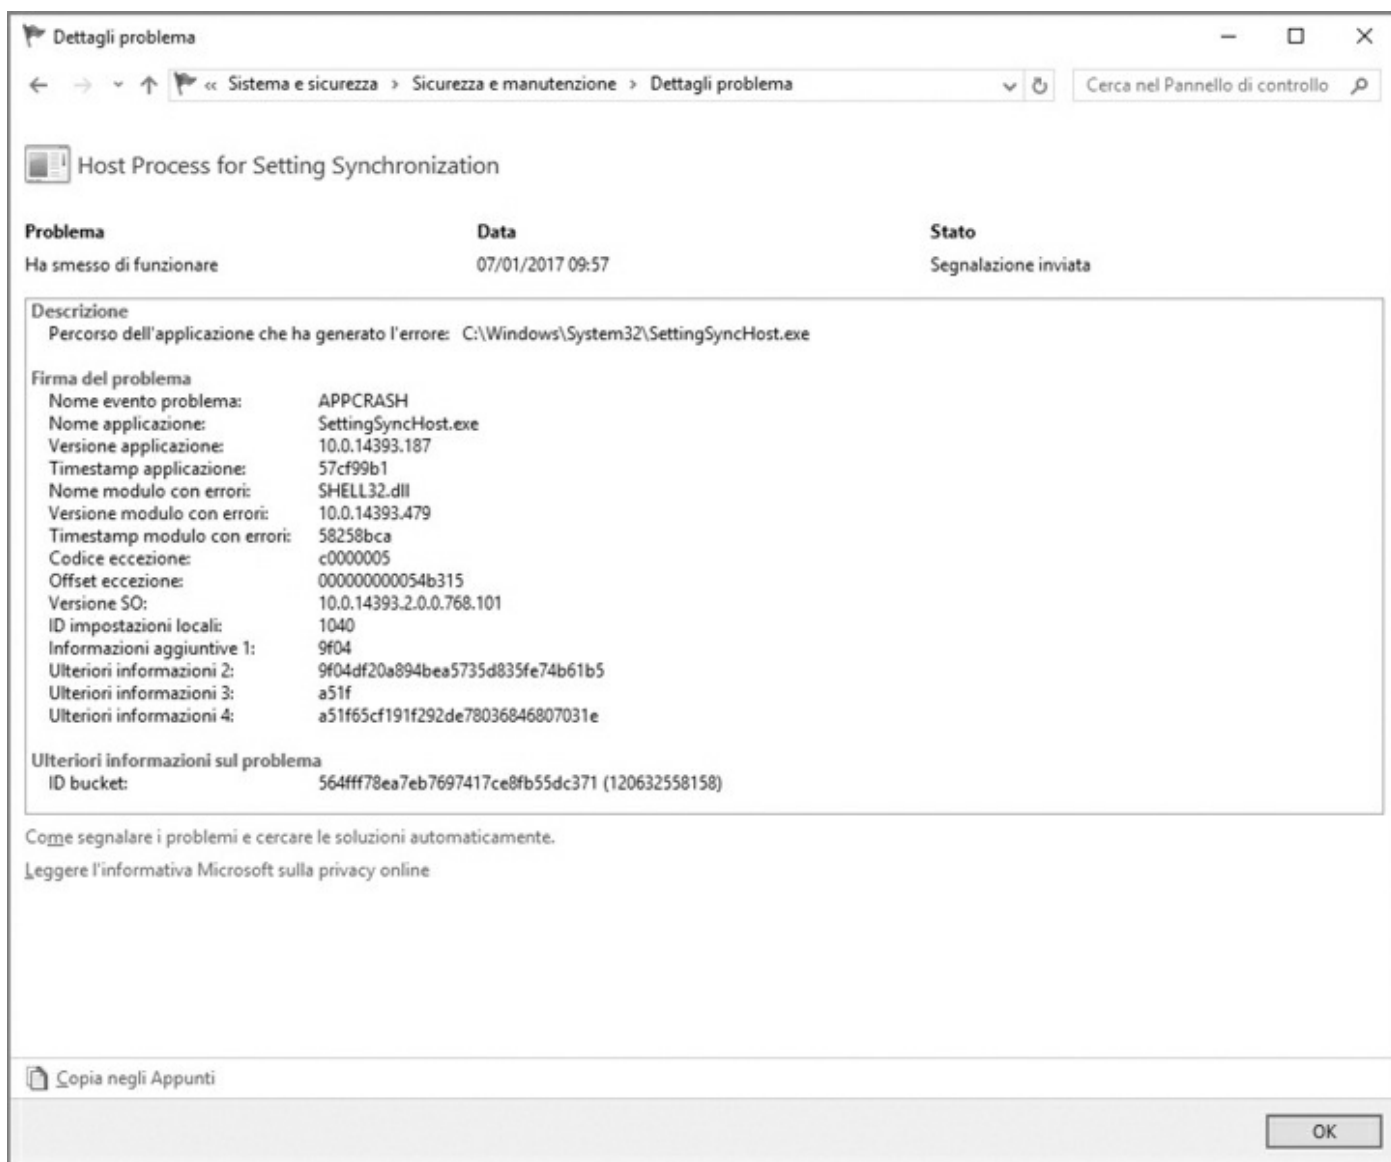 Dettagli problema
« Sistema e sicurezza > Sicurezza e manutenzione > Dettagli problema Cerca nel Pannello di controllo
Host Process for Setting Synchronization
Problema Data Stato
Ha smesso di funzionare 07/01/2017 09:57 Segnalazione inviata
Descrizione
Percorso dell'applicazione che ha generato l'errore: C:\Windows\System32\SettingSyncHost.exe
Firma del problema
Nome evento problema: APPCRASH
Nome applicazione: SettingSyncHost.exe
Versione applicazione: 10.0.14393.187
Timestamp applicazione: 57cf99b1
Nome modulo con errori: SHELL32.dll
Versione modulo con errori: 10.0.14393.479
Timestamp modulo con errori: 58258bca
Codice eccezione: c0000005
Offset eccezione: 000000000054b315
Versione SO: 10.0.14393.2.0.0.768.101
ID impostazioni locali: 1040
Informazioni aggiuntive 1: 9f04
Ulteriori informazioni 2: 9f04df20a894bea5735d835fe74b61b5
Ulteriori informazioni 3: a51f
Ulteriori informazioni 4: a51f65cf191f292de78036846807031e
Ulteriori informazioni sul problema
ID bucket: 564fff78ea7eb7697417ce8fb55dc371 (120632558158)
Come segnalare i problemi e cercare le soluzioni automaticamente.
Leggere l'informativa Microsoft sulla privacy online
Copia negli Appunti
OK